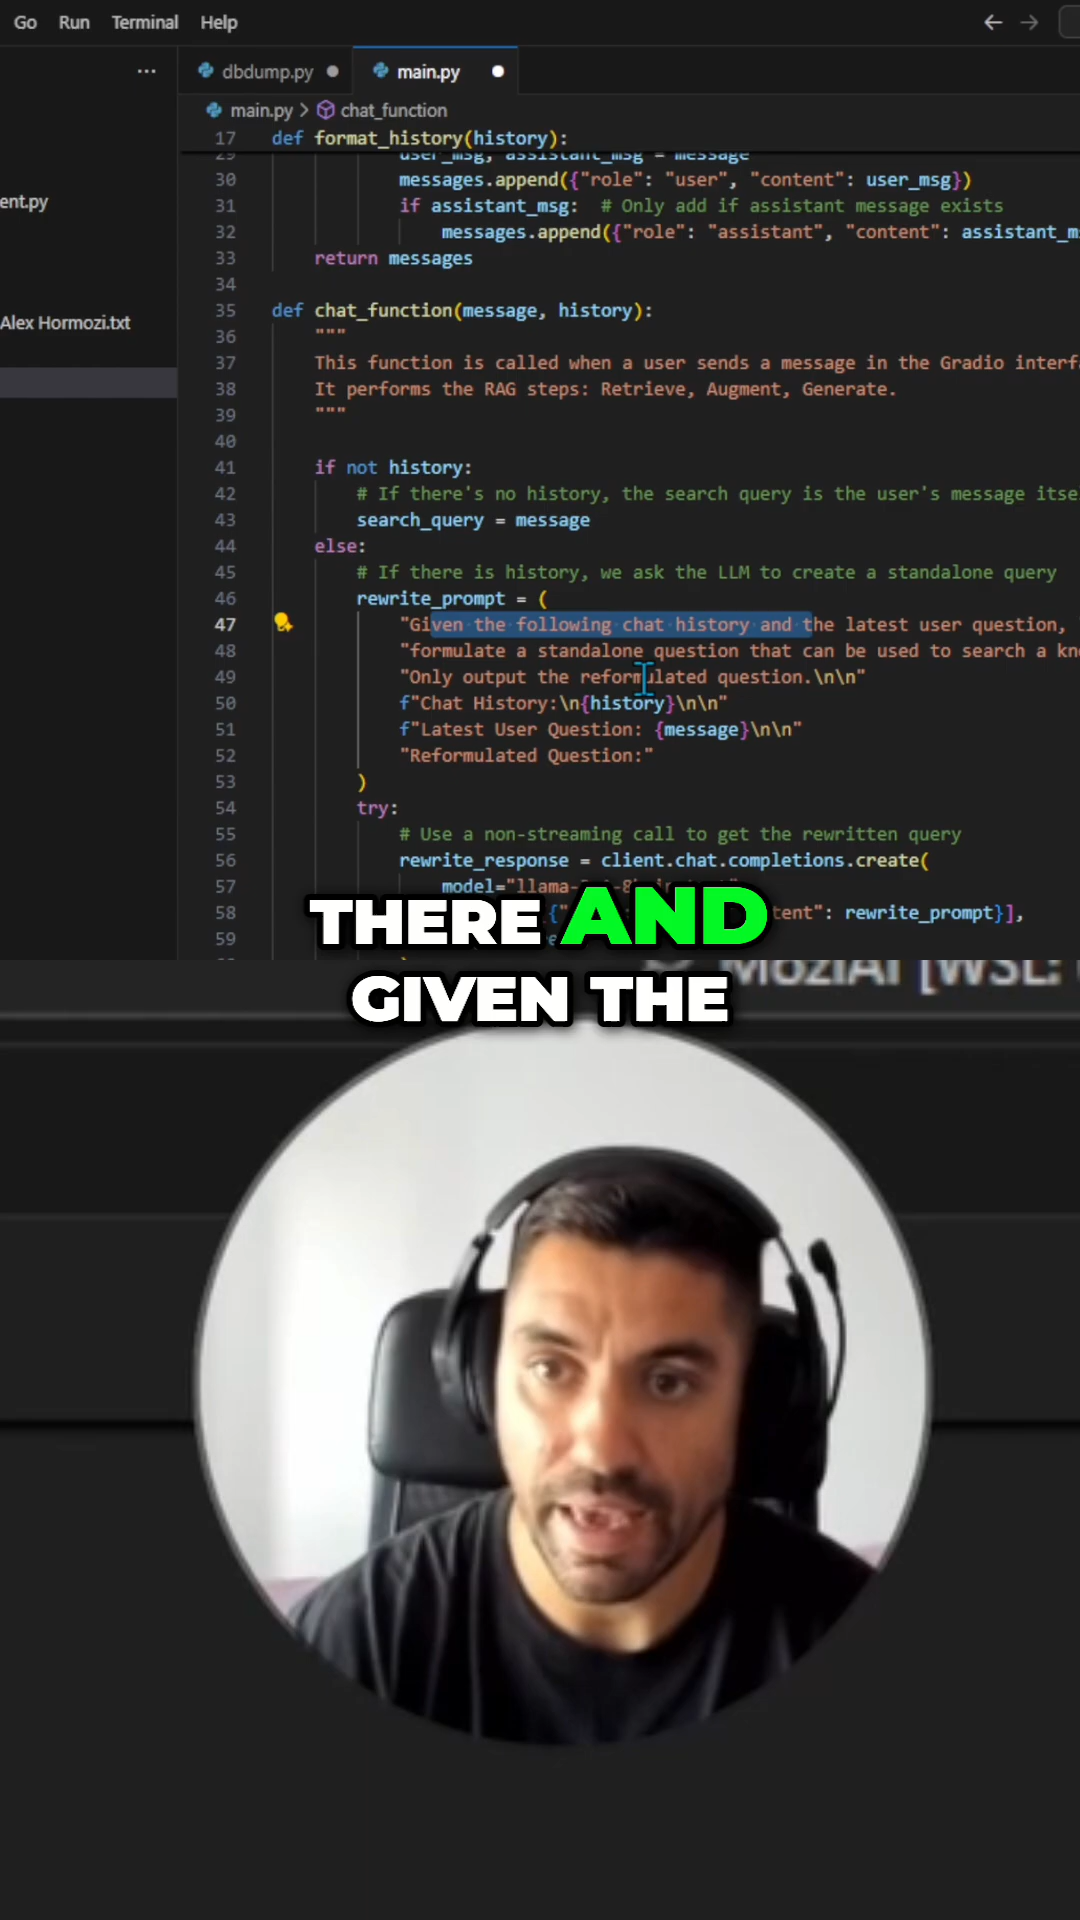 Go Run Terminal Help
dbdump.py
main.py
main.py > chat_function
17 def format_history(history):
29 user_msg, assistant_msg = message
30 messages.append({"role": "user", "content": user_msg})
ent.py
31 if assistant_msg: # Only add if assistant message exists
32 messages.append({"role": "assistant", "content": assistant_ms
33 return messages
34
35 def chat_function(message, history):
Alex Hormozi.txt
36 """
37 This function is called when a user sends a message in the Gradio interf
38 It performs the RAG steps: Retrieve, Augment, Generate.
39 """
40
41 if not history:
42 # If there's no history, the search query is the user's message itse
43 search_query = message
44 else:
45 # If there is history, we ask the LLM to create a standalone query
46 rewrite_prompt = (
47 "Given the following chat history and the latest user question,
48 "formulate a standalone question that can be used to search a kn
49 "Only output the reformulated question.\n\n"
50 f"Chat History:\n{history}\n\n"
51 f"Latest User Question: {message}\n\n"
52 "Reformulated Question:"
53 )
54 try:
55 # Use a non-streaming call to get the rewritten query
56 rewrite_response = client.chat.completions.create(
57 model="llama-
58 tent": rewrite_prompt}],
59
THERE AND
GIVEN THE
MoziAI [WSL: